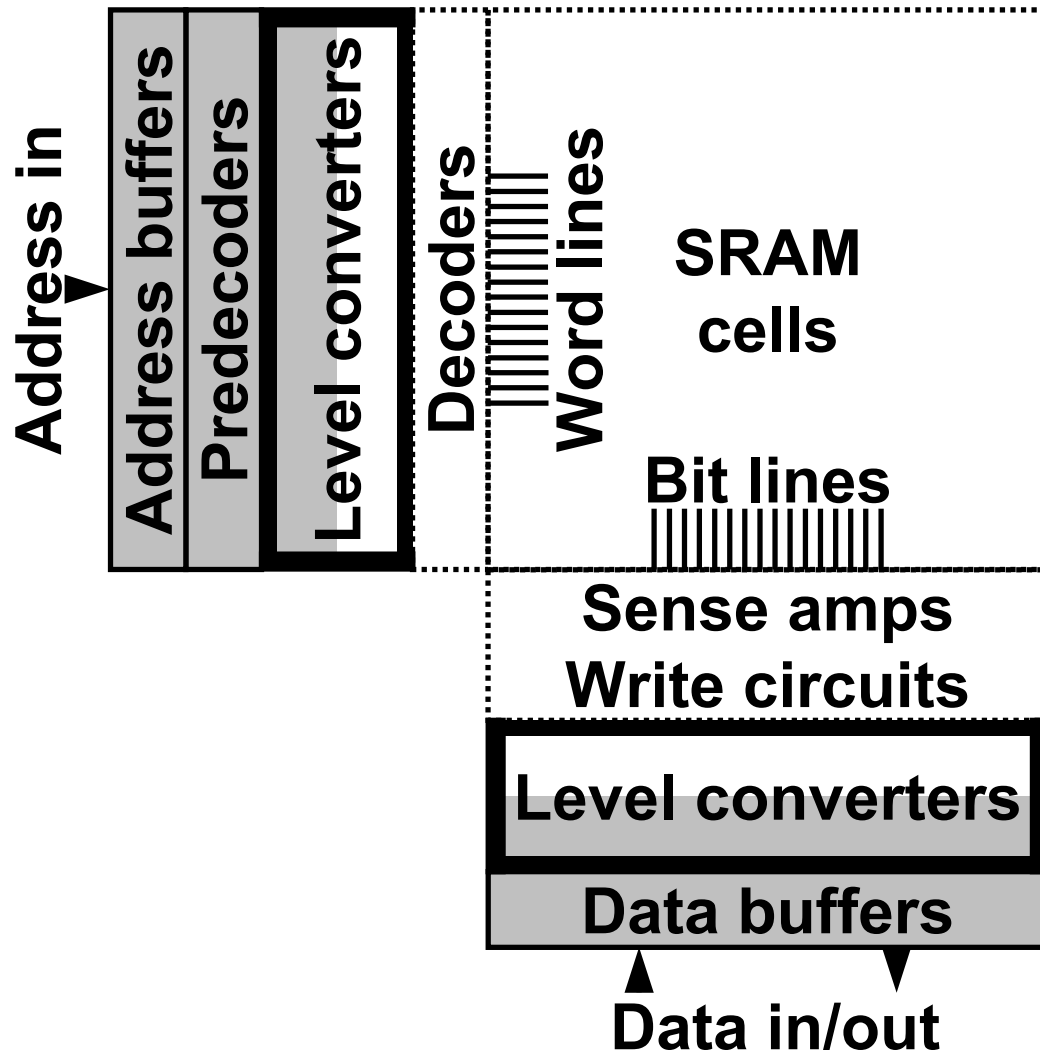 Address in
Address buffers
Predecoders
Level converters
Decoders
Word lines
SRAM
cells
Bit lines
Sense amps
Write circuits
Level converters
Data buffers
Data in/out